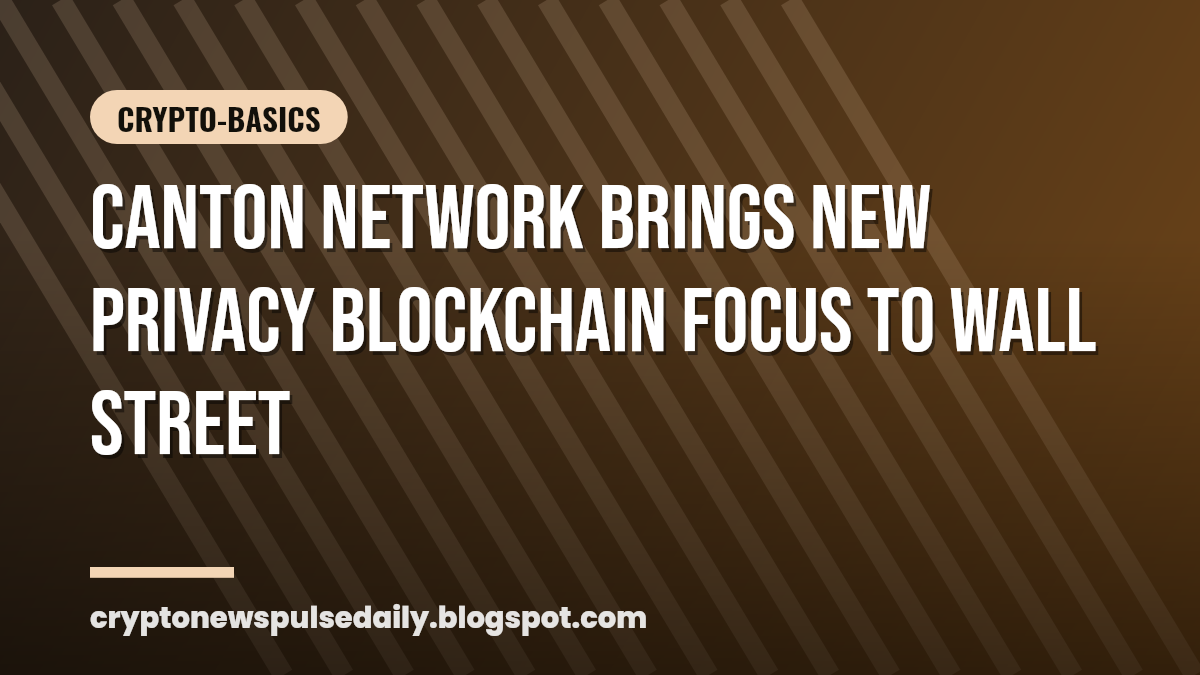 CRYPTO-BASICS
CANTON NETWORK BRINGS NEW
PRIVACY BLOCKCHAIN FOCUS TO WALL
STREET
cryptonewspulsedaily.blogspot.com